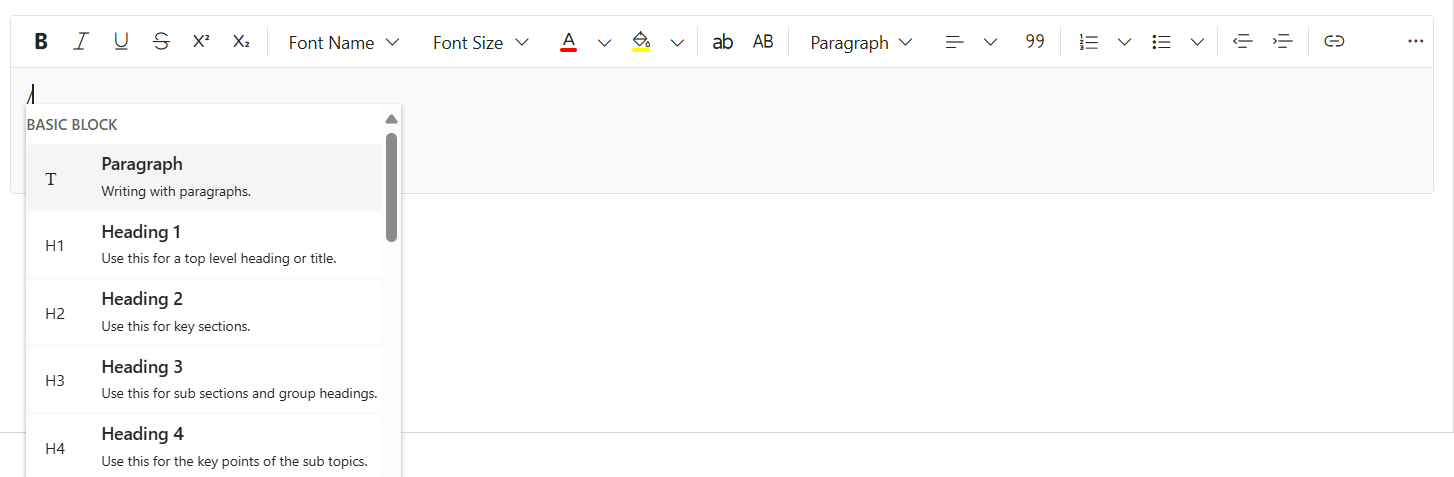 B I U S X² X₂ Font Name Font Size A ab AB Paragraph 99
/
BASIC BLOCK
T
Paragraph
Writing with paragraphs.
H1
Heading 1
Use this for a top level heading or title.
H2
Heading 2
Use this for key sections.
H3
Heading 3
Use this for sub sections and group headings.
H4
Heading 4
Use this for the key points of the sub topics.